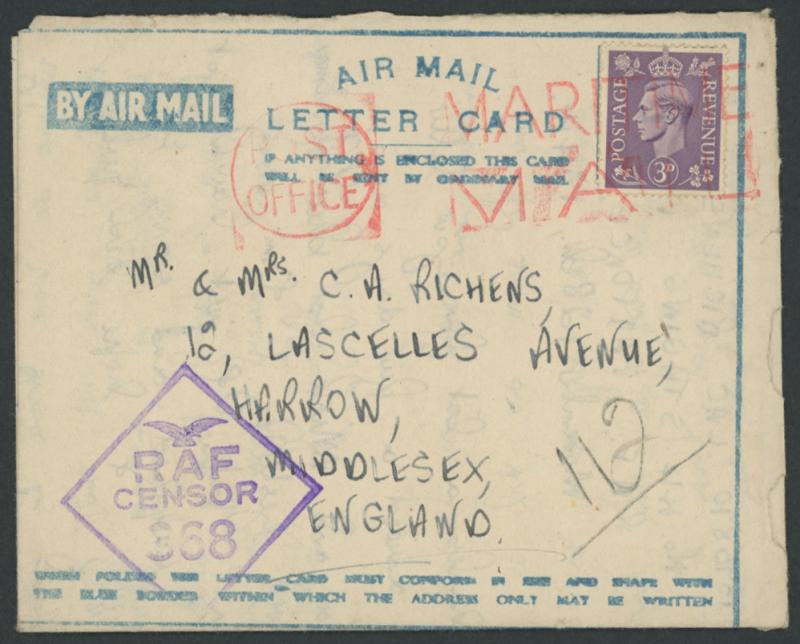 AIR MAIL
BY AIR MAIL
LETTER CARD
IF ANYTHING IS ENCLOSED THIS CARD
WILL BE SENT BY ORDINARY MAIL
POST
OFFICE
MARITIME
MAIL
POSTAGE
REVENUE
3D
MR. & MRS. C. A. RICHENS,
12, LASCELLES AVENUE,
HARROW,
MIDDLESEX,
ENGLAND.
112
RAF
CENSOR
368
WHEN FOLDED THE LETTER CARD MUST CONFORM IN SIZE AND SHAPE WITH
THE BLUE BORDER WITHIN WHICH THE ADDRESS ONLY MAY BE WRITTEN